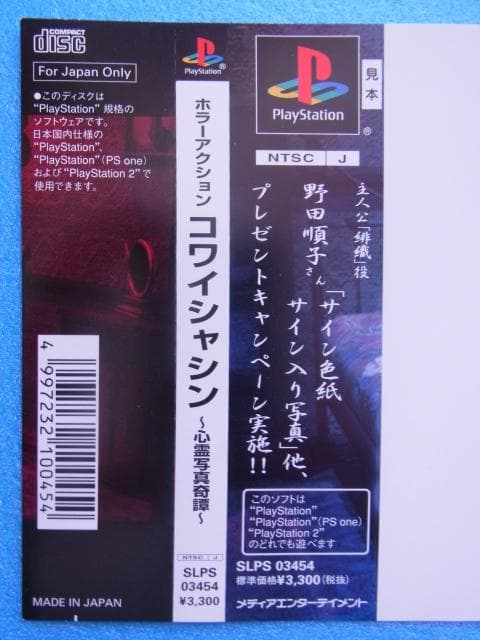 COMPACT
disc
For Japan Only
●このディスクは
"PlayStation" 規格の
ソフトウェアです。
日本国内仕様の
"PlayStation"、
"PlayStation"(PS one)
および"PlayStation 2"で
使用できます。
4997232100454
MADE IN JAPAN
PlayStation
®
ホラーアクション コワイシャシン ～心霊写真奇譚～
NTSC J
SLPS
03454
¥3,300
PlayStation
®
見本
NTSC J
主人公「緋織」役
野田順子さん「サイン色紙
サイン入り写真」他、
プレゼントキャンペーン実施!!
このソフトは
"PlayStation"
"PlayStation"(PS one)
"PlayStation 2"
のどれでも遊べます
SLPS 03454
標準価格¥3,300(税抜)
メディアエンターテイメント